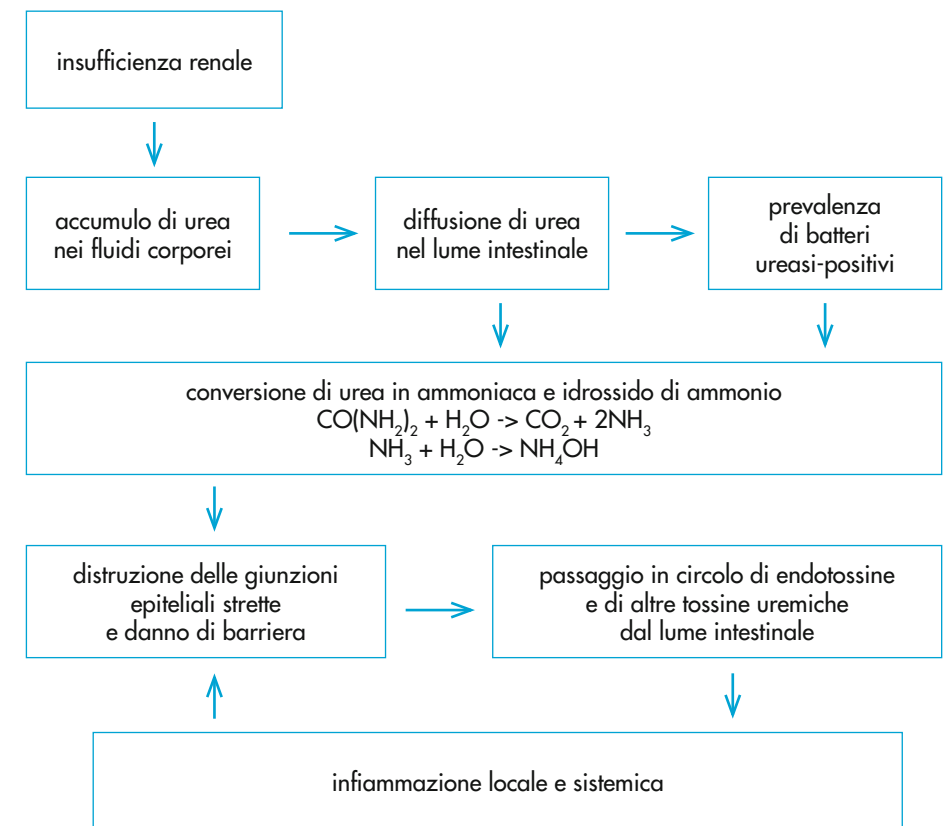 insufficienza renale
accumulo di urea
nei fluidi corporei
diffusione di urea
nel lume intestinale
prevalenza
di batteri
ureasi-positivi
conversione di urea in ammoniaca e idrossido di ammonio
CO(NH₂)₂ + H₂O -> CO₂ + 2NH₃
NH₃ + H₂O -> NH₄OH
distruzione delle giunzioni
epiteliali strette
e danno di barriera
passaggio in circolo di endotossine
e di altre tossine uremiche
dal lume intestinale
infiammazione locale e sistemica